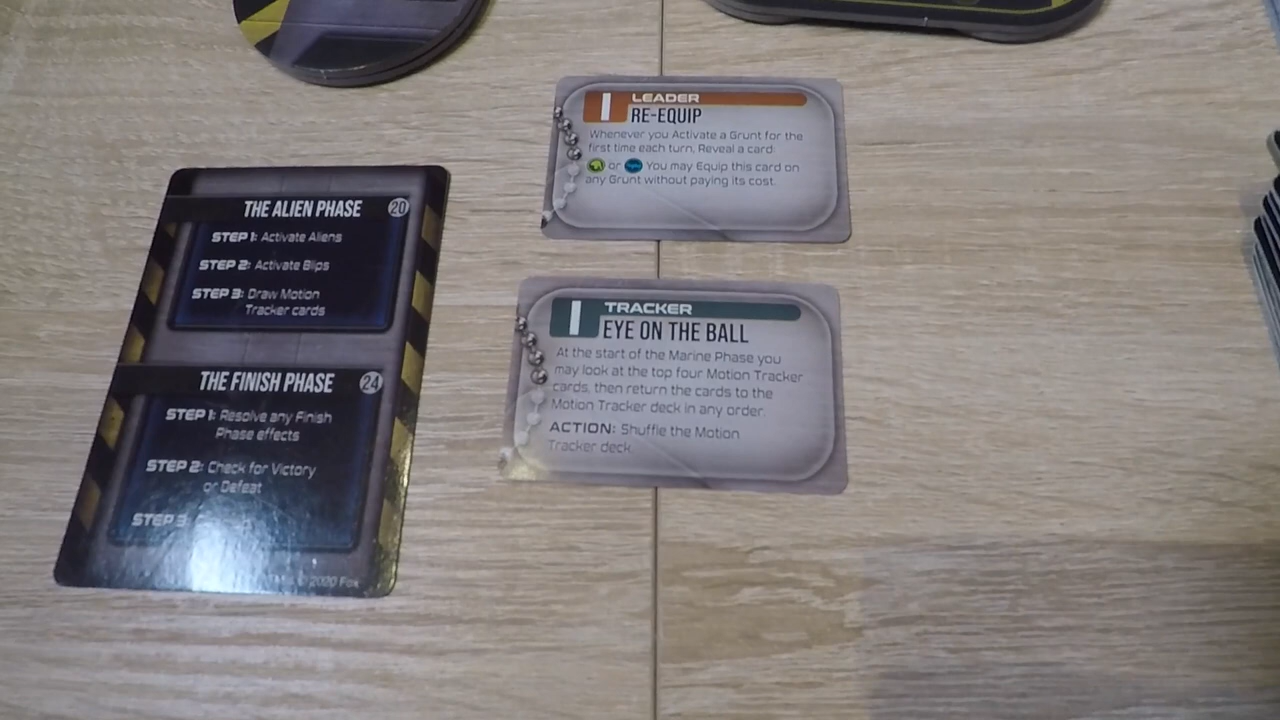 THE ALIEN PHASE 20
STEP 1: Activate Aliens
STEP 2: Activate Blips
STEP 3: Draw Motion
Tracker cards
THE FINISH PHASE 24
STEP 1: Resolve any Finish
Phase effects
STEP 2: Check for Victory
or Defeat
STEP 3:
© 2020 Fox
I LEADER
RE-EQUIP
Whenever you Activate a Grunt for the
first time each turn, Reveal a card:
or You may Equip this card on
any Grunt without paying its cost.
I TRACKER
EYE ON THE BALL
At the start of the Marine Phase you
may look at the top four Motion Tracker
cards, then return the cards to the
Motion Tracker deck in any order.
ACTION: Shuffle the Motion
Tracker deck.